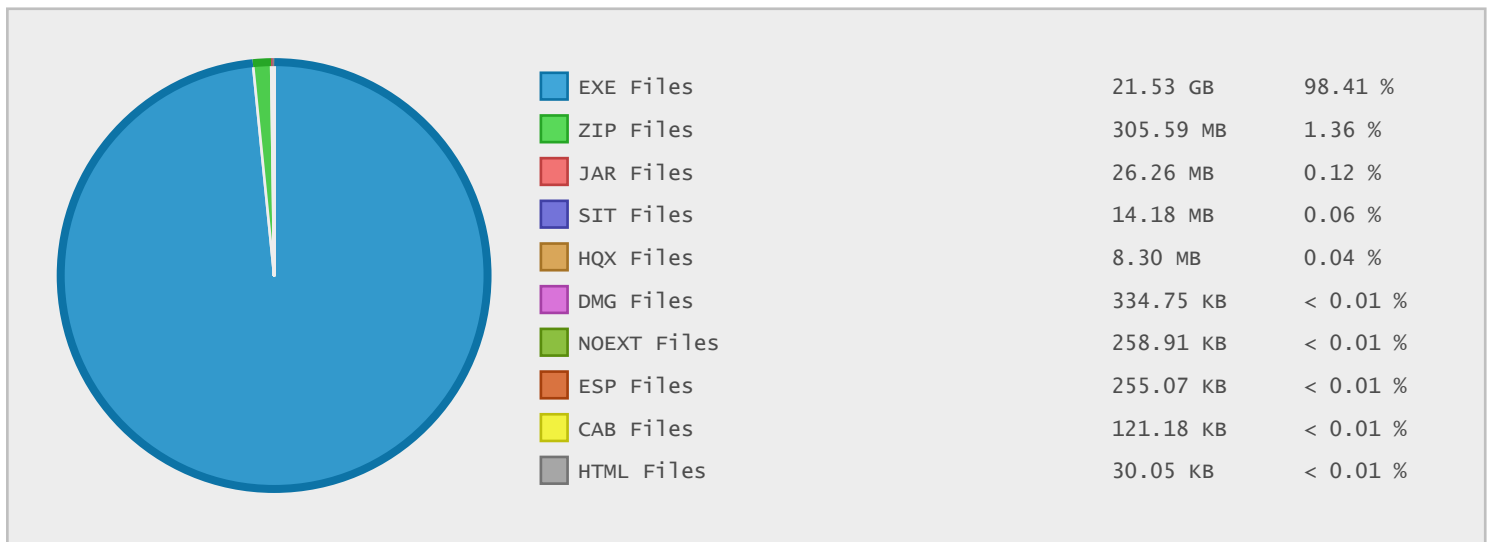 EXE Files 21.53 GB 98.41 %
ZIP Files 305.59 MB 1.36 %
JAR Files 26.26 MB 0.12 %
SIT Files 14.18 MB 0.06 %
HQX Files 8.30 MB 0.04 %
DMG Files 334.75 KB < 0.01 %
NOEXT Files 258.91 KB < 0.01 %
ESP Files 255.07 KB < 0.01 %
CAB Files 121.18 KB < 0.01 %
HTML Files 30.05 KB < 0.01 %